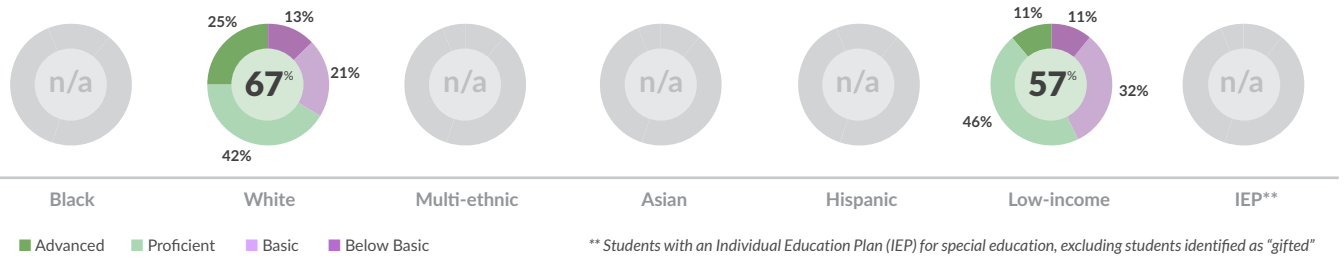 25% 13% 11% 11%
n/a 67% 21% n/a n/a n/a 57% 32% n/a
42% 46%
Black White Multi-ethnic Asian Hispanic Low-income IEP**
Advanced Proficient Basic Below Basic ** Students with an Individual Education Plan (IEP) for special education, excluding students identified as “gifted”